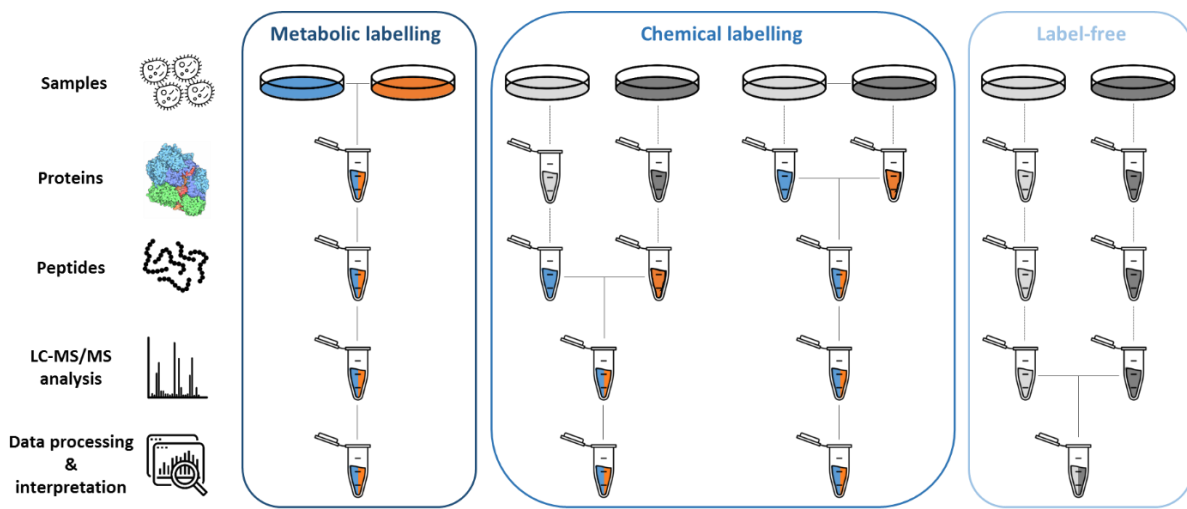 Metabolic labelling
Chemical labelling
Label-free
Samples
Proteins
Peptides
LC-MS/MS
analysis
Data processing
&
interpretation